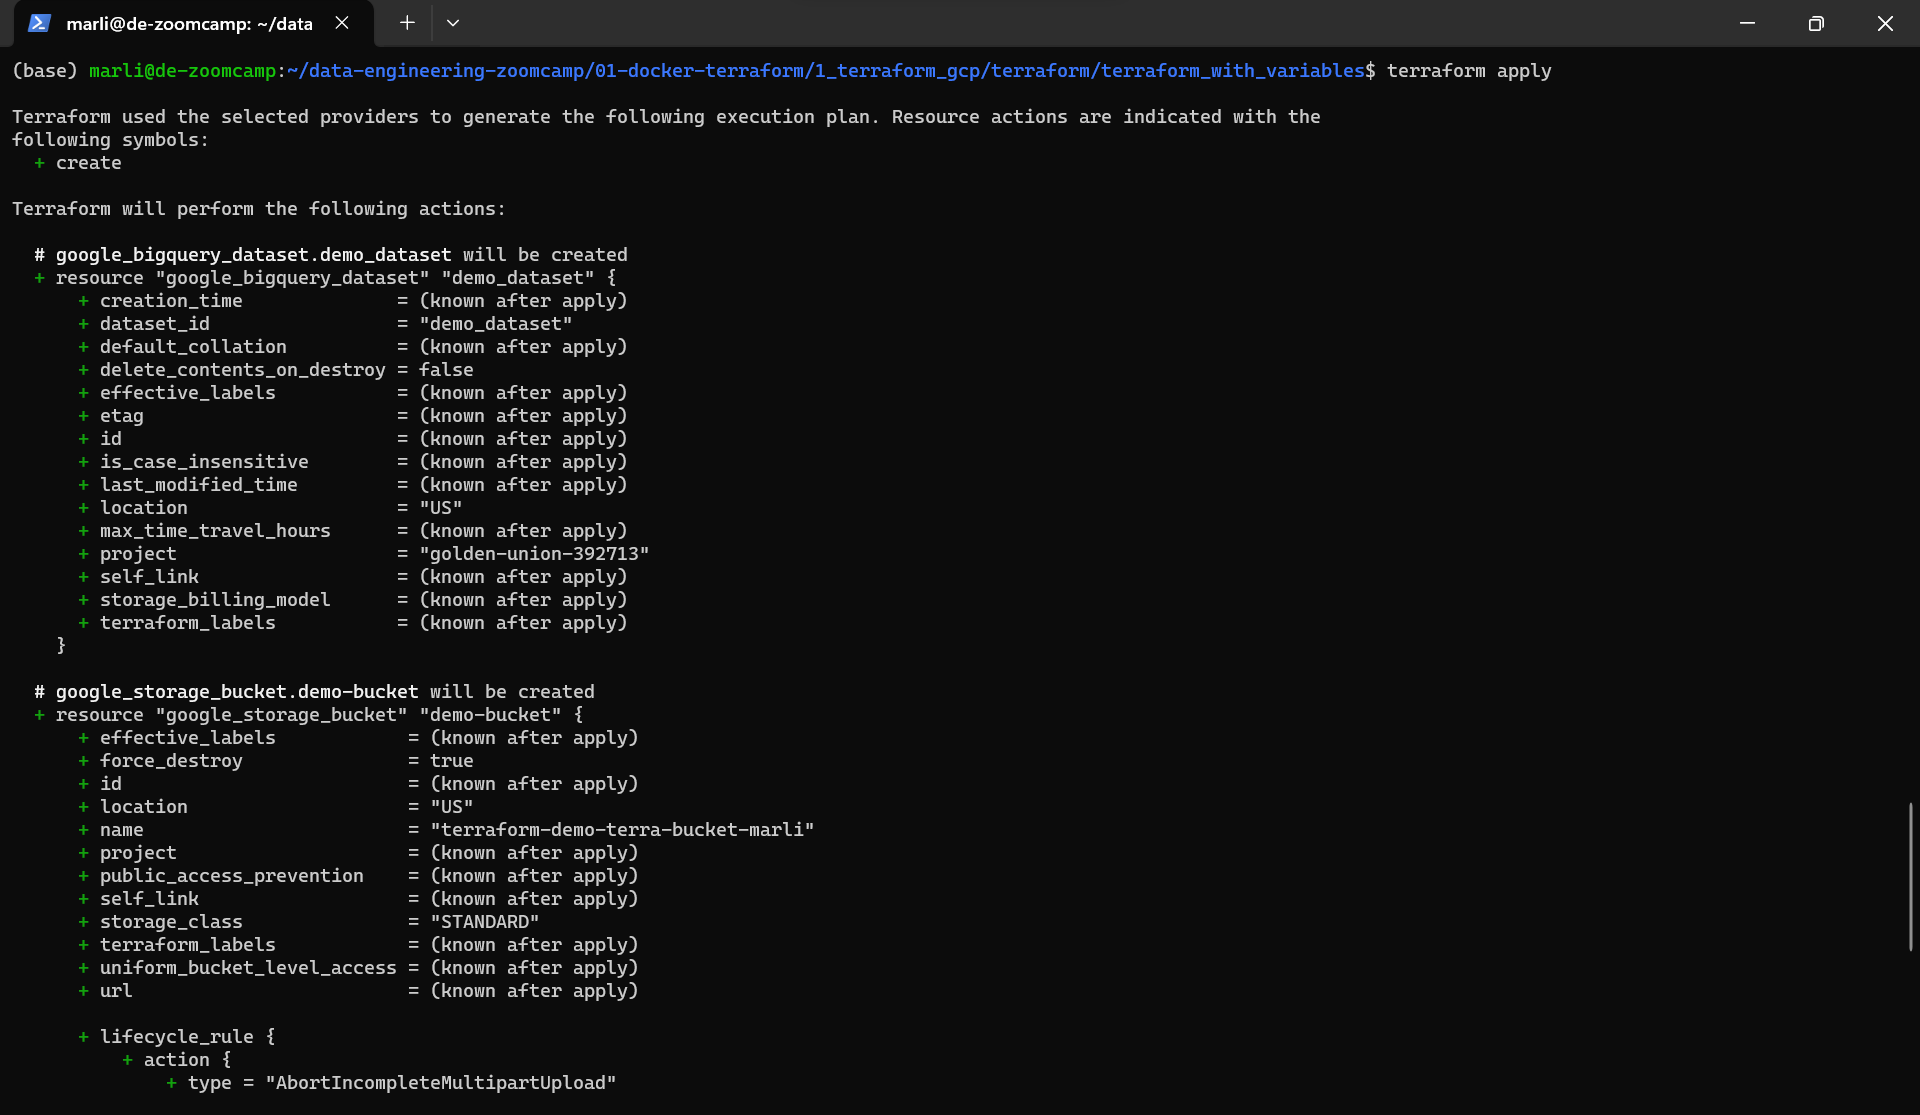 marli@de-zoomcamp: ~/data
(base) marli@de-zoomcamp:~/data-engineering-zoomcamp/01-docker-terraform/1_terraform_gcp/terraform/terraform_with_variables$ terraform apply
Terraform used the selected providers to generate the following execution plan. Resource actions are indicated with the
following symbols:
  + create
Terraform will perform the following actions:
  # google_bigquery_dataset.demo_dataset will be created
  + resource "google_bigquery_dataset" "demo_dataset" {
      + creation_time              = (known after apply)
      + dataset_id                 = "demo_dataset"
      + default_collation          = (known after apply)
      + delete_contents_on_destroy = false
      + effective_labels           = (known after apply)
      + etag                       = (known after apply)
      + id                         = (known after apply)
      + is_case_insensitive        = (known after apply)
      + last_modified_time         = (known after apply)
      + location                   = "US"
      + max_time_travel_hours      = (known after apply)
      + project                    = "golden-union-392713"
      + self_link                  = (known after apply)
      + storage_billing_model      = (known after apply)
      + terraform_labels           = (known after apply)
    }
  # google_storage_bucket.demo-bucket will be created
  + resource "google_storage_bucket" "demo-bucket" {
      + effective_labels            = (known after apply)
      + force_destroy               = true
      + id                          = (known after apply)
      + location                    = "US"
      + name                        = "terraform-demo-terra-bucket-marli"
      + project                     = (known after apply)
      + public_access_prevention    = (known after apply)
      + self_link                   = (known after apply)
      + storage_class               = "STANDARD"
      + terraform_labels            = (known after apply)
      + uniform_bucket_level_access = (known after apply)
      + url                         = (known after apply)
      + lifecycle_rule {
          + action {
              + type = "AbortIncompleteMultipartUpload"